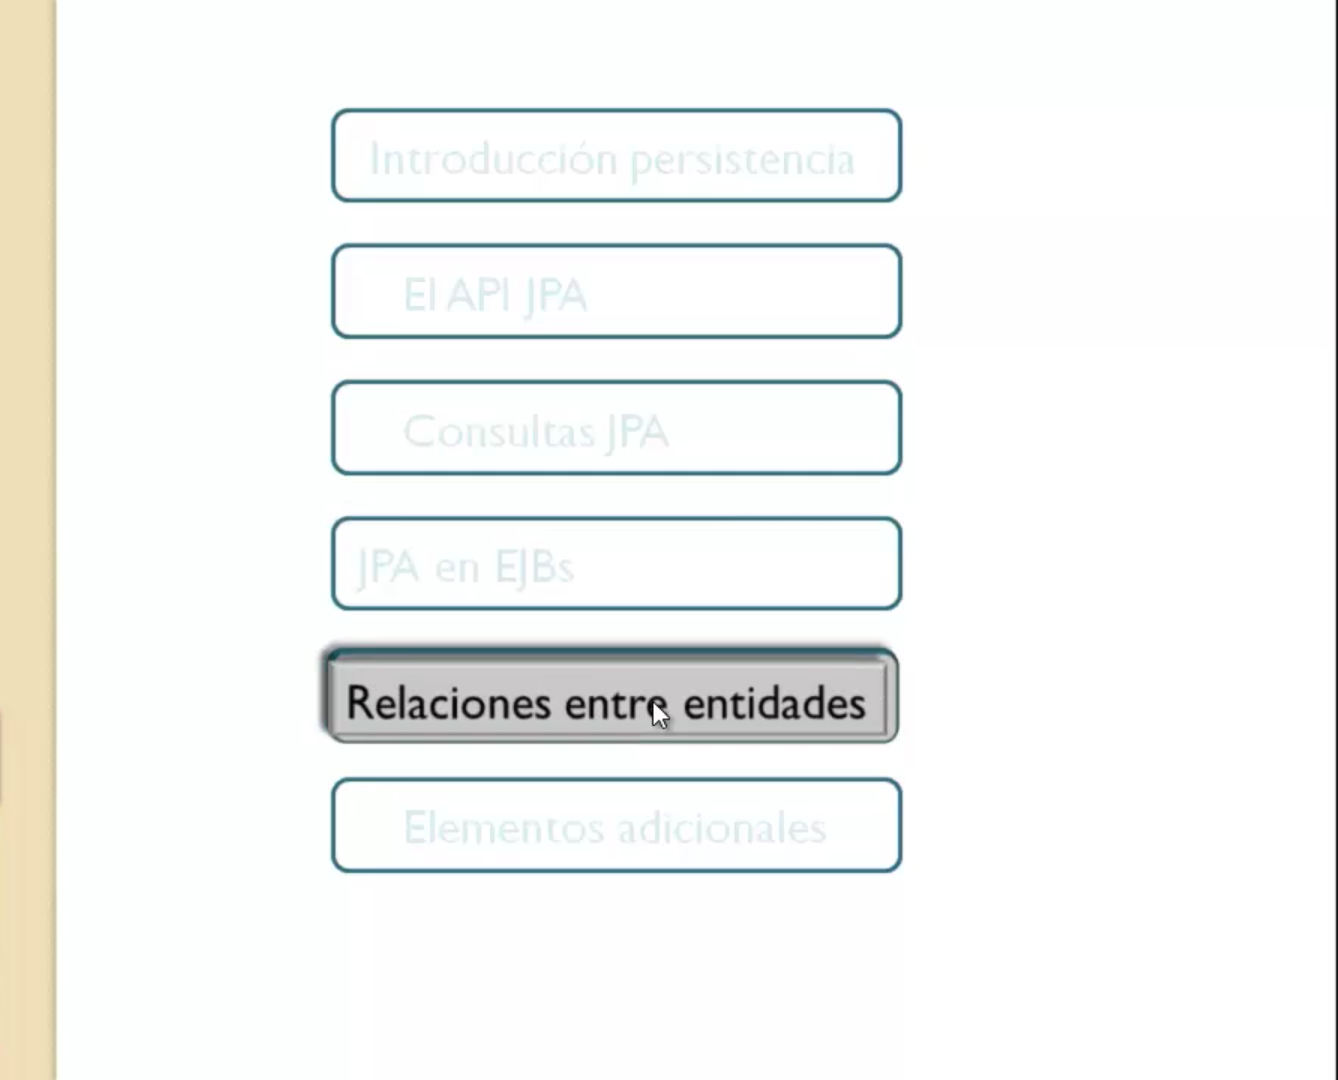 Introducción persistencia
El API JPA
Consultas JPA
JPA en EJBs
Relaciones entre entidades
Elementos adicionales